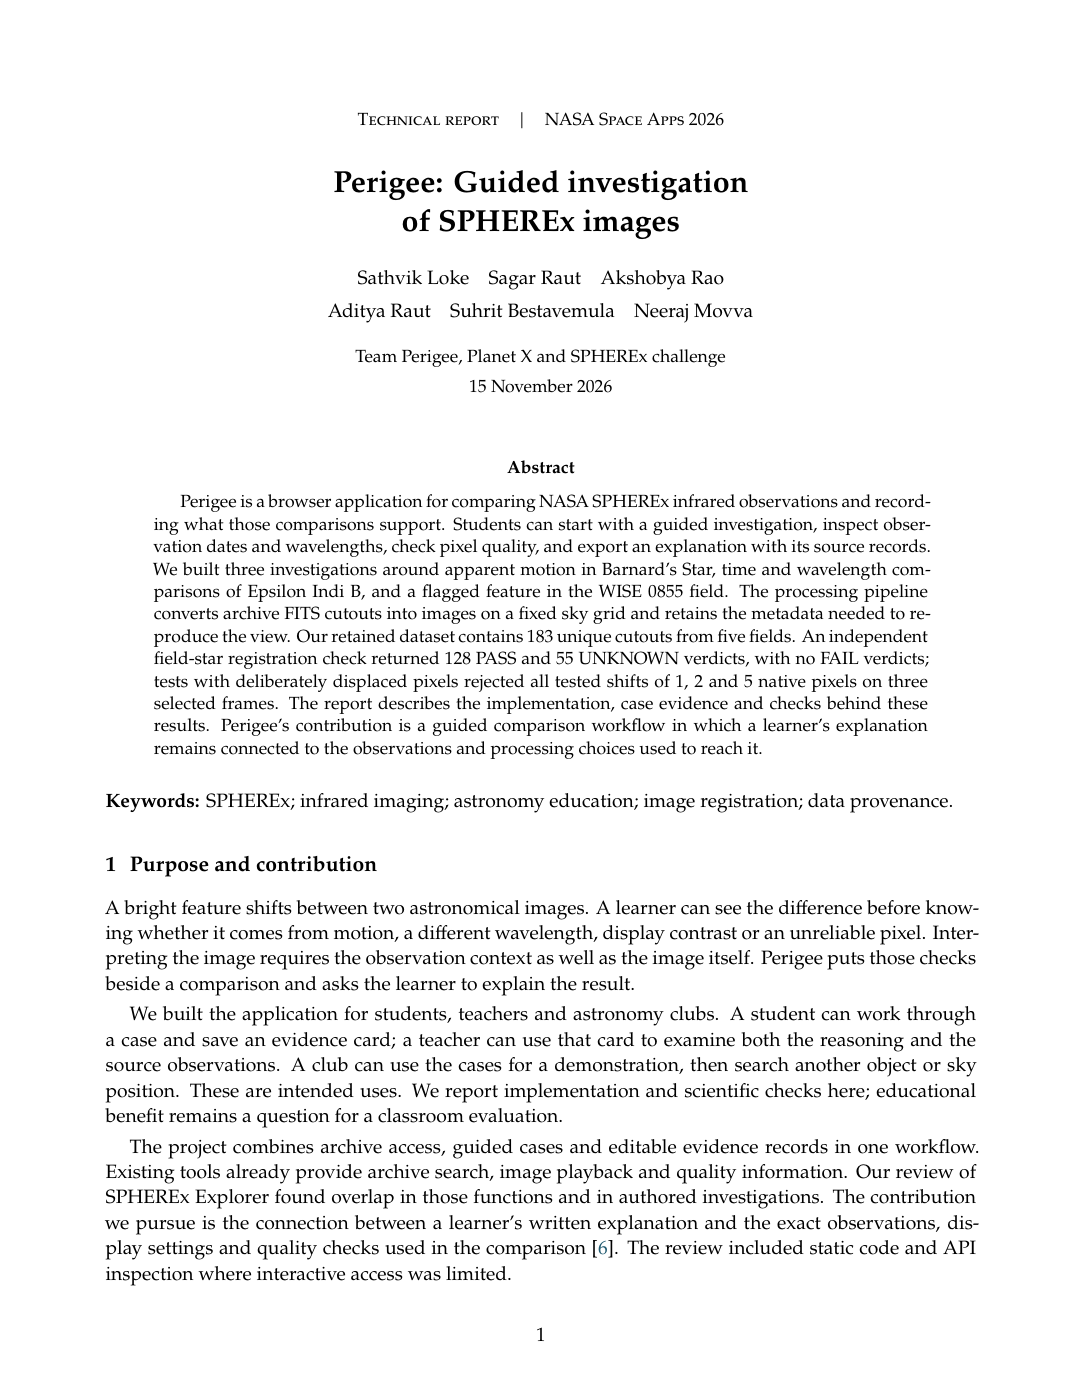 TECHNICAL REPORT | NASA SPACE APPS 2026
Perigee: Guided investigation
of SPHEREx images
Sathvik Loke Sagar Raut Akshobya Rao
Aditya Raut Suhrit Bestavemula Neeraj Movva
Team Perigee, Planet X and SPHEREx challenge
15 November 2026
Abstract
Perigee is a browser application for comparing NASA SPHEREx infrared observations and record-
ing what those comparisons support. Students can start with a guided investigation, inspect obser-
vation dates and wavelengths, check pixel quality, and export an explanation with its source records.
We built three investigations around apparent motion in Barnard's Star, time and wavelength com-
parisons of Epsilon Indi B, and a flagged feature in the WISE 0855 field. The processing pipeline
converts archive FITS cutouts into images on a fixed sky grid and retains the metadata needed to re-
produce the view. Our retained dataset contains 183 unique cutouts from five fields. An independent
field-star registration check returned 128 PASS and 55 UNKNOWN verdicts, with no FAIL verdicts;
tests with deliberately displaced pixels rejected all tested shifts of 1, 2 and 5 native pixels on three
selected frames. The report describes the implementation, case evidence and checks behind these
results. Perigee's contribution is a guided comparison workflow in which a learner's explanation
remains connected to the observations and processing choices used to reach it.
Keywords: SPHEREx; infrared imaging; astronomy education; image registration; data provenance.
1 Purpose and contribution
A bright feature shifts between two astronomical images. A learner can see the difference before know-
ing whether it comes from motion, a different wavelength, display contrast or an unreliable pixel. Inter-
preting the image requires the observation context as well as the image itself. Perigee puts those checks
beside a comparison and asks the learner to explain the result.
We built the application for students, teachers and astronomy clubs. A student can work through
a case and save an evidence card; a teacher can use that card to examine both the reasoning and the
source observations. A club can use the cases for a demonstration, then search another object or sky
position. These are intended uses. We report implementation and scientific checks here; educational
benefit remains a question for a classroom evaluation.
The project combines archive access, guided cases and editable evidence records in one workflow.
Existing tools already provide archive search, image playback and quality information. Our review of
SPHEREx Explorer found overlap in those functions and in authored investigations. The contribution
we pursue is the connection between a learner's written explanation and the exact observations, dis-
play settings and quality checks used in the comparison [6]. The review included static code and API
inspection where interactive access was limited.
1